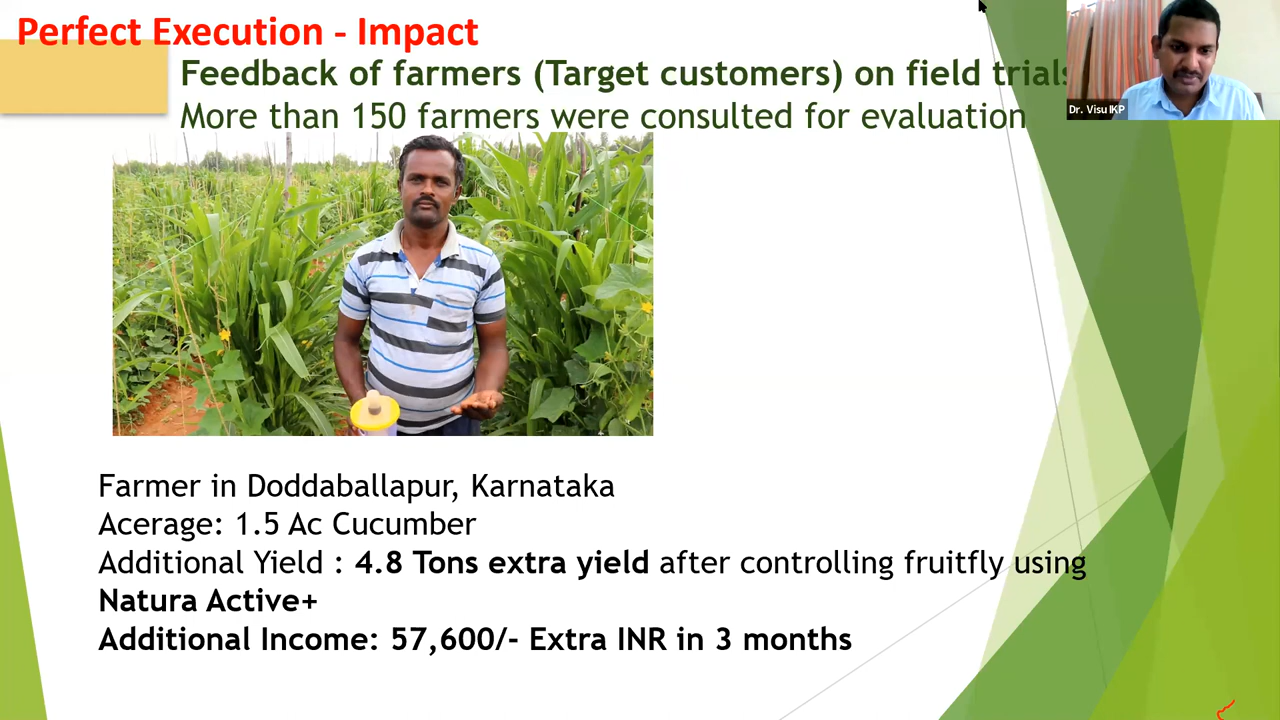 Perfect Execution - Impact
Feedback of farmers (Target customers) on field trials
More than 150 farmers were consulted for evaluation
Dr. Visu IKP
Farmer in Doddaballapur, Karnataka
Acerage: 1.5 Ac Cucumber
Additional Yield : 4.8 Tons extra yield after controlling fruitfly using
Natura Active+
Additional Income: 57,600/- Extra INR in 3 months